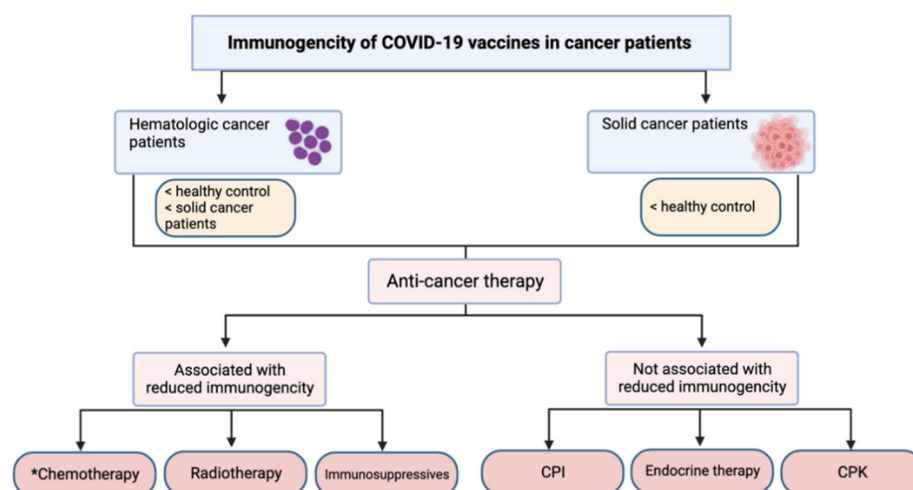 Immunogencity of COVID-19 vaccines in cancer patients
Hematologic cancer
patients
Solid cancer patients
< healthy control
< solid cancer
patients
< healthy control
Anti-cancer therapy
Associated with
reduced immunogencity
Not associated with
reduced immunogencity
*Chemotherapy
Radiotherapy
Immunosuppressives
CPI
Endocrine therapy
CPK